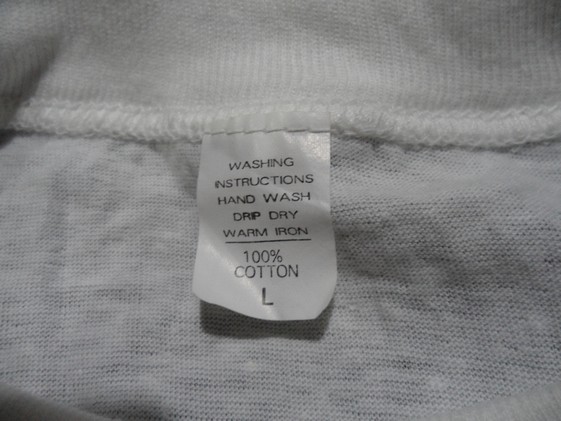 WASHING
INSTRUCTIONS
HAND WASH
DRIP DRY
WARM IRON
100%
COTTON
L